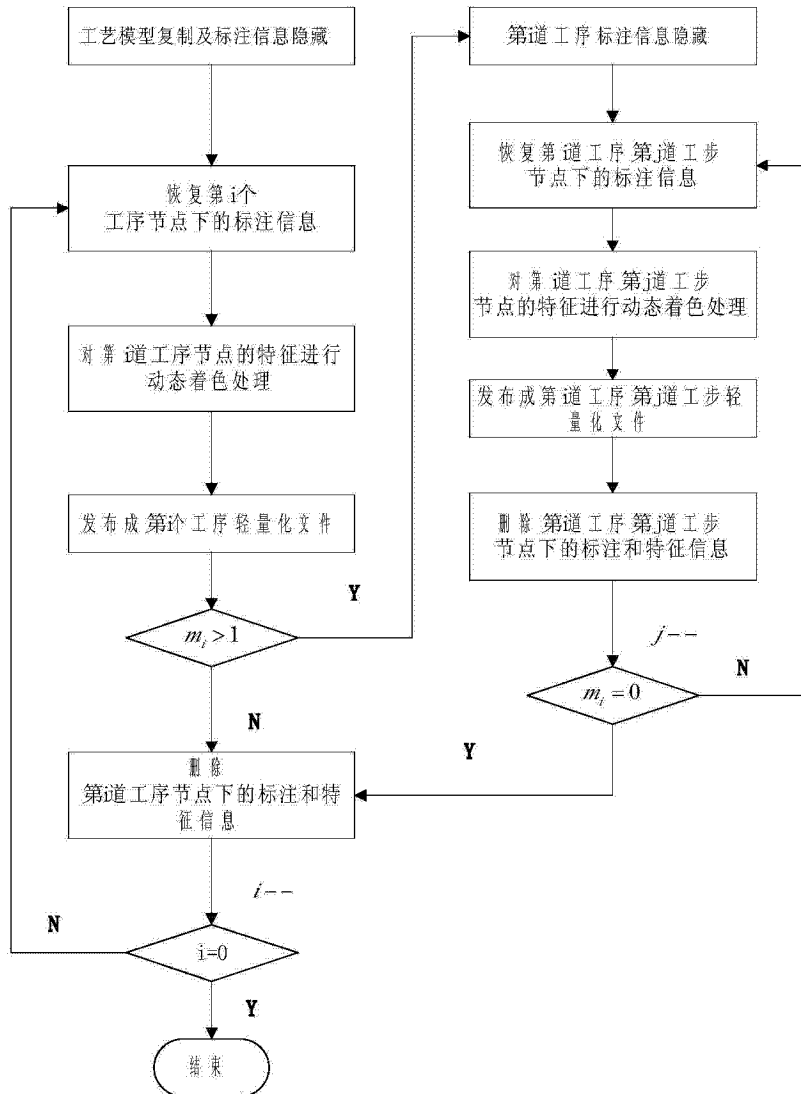 工艺模型复制及标注信息隐藏
恢复第i个
工序节点下的标注信息
对第i道工序节点的特征进行
动态着色处理
发布成第i个工序轻量化文件
Y
m_i > 1
N
删除
第i道工序节点下的标注和特
征信息
i--
N
i=0
Y
结束
第i道工序标注信息隐藏
恢复第i道工序第j道工步
节点下的标注信息
对第i道工序第j道工步
节点的特征进行动态着色处理
发布成第i道工序第j道工步轻
量化文件
删除第i道工序第j道工步
节点下的标注和特征信息
j--
m_i = 0
N
Y